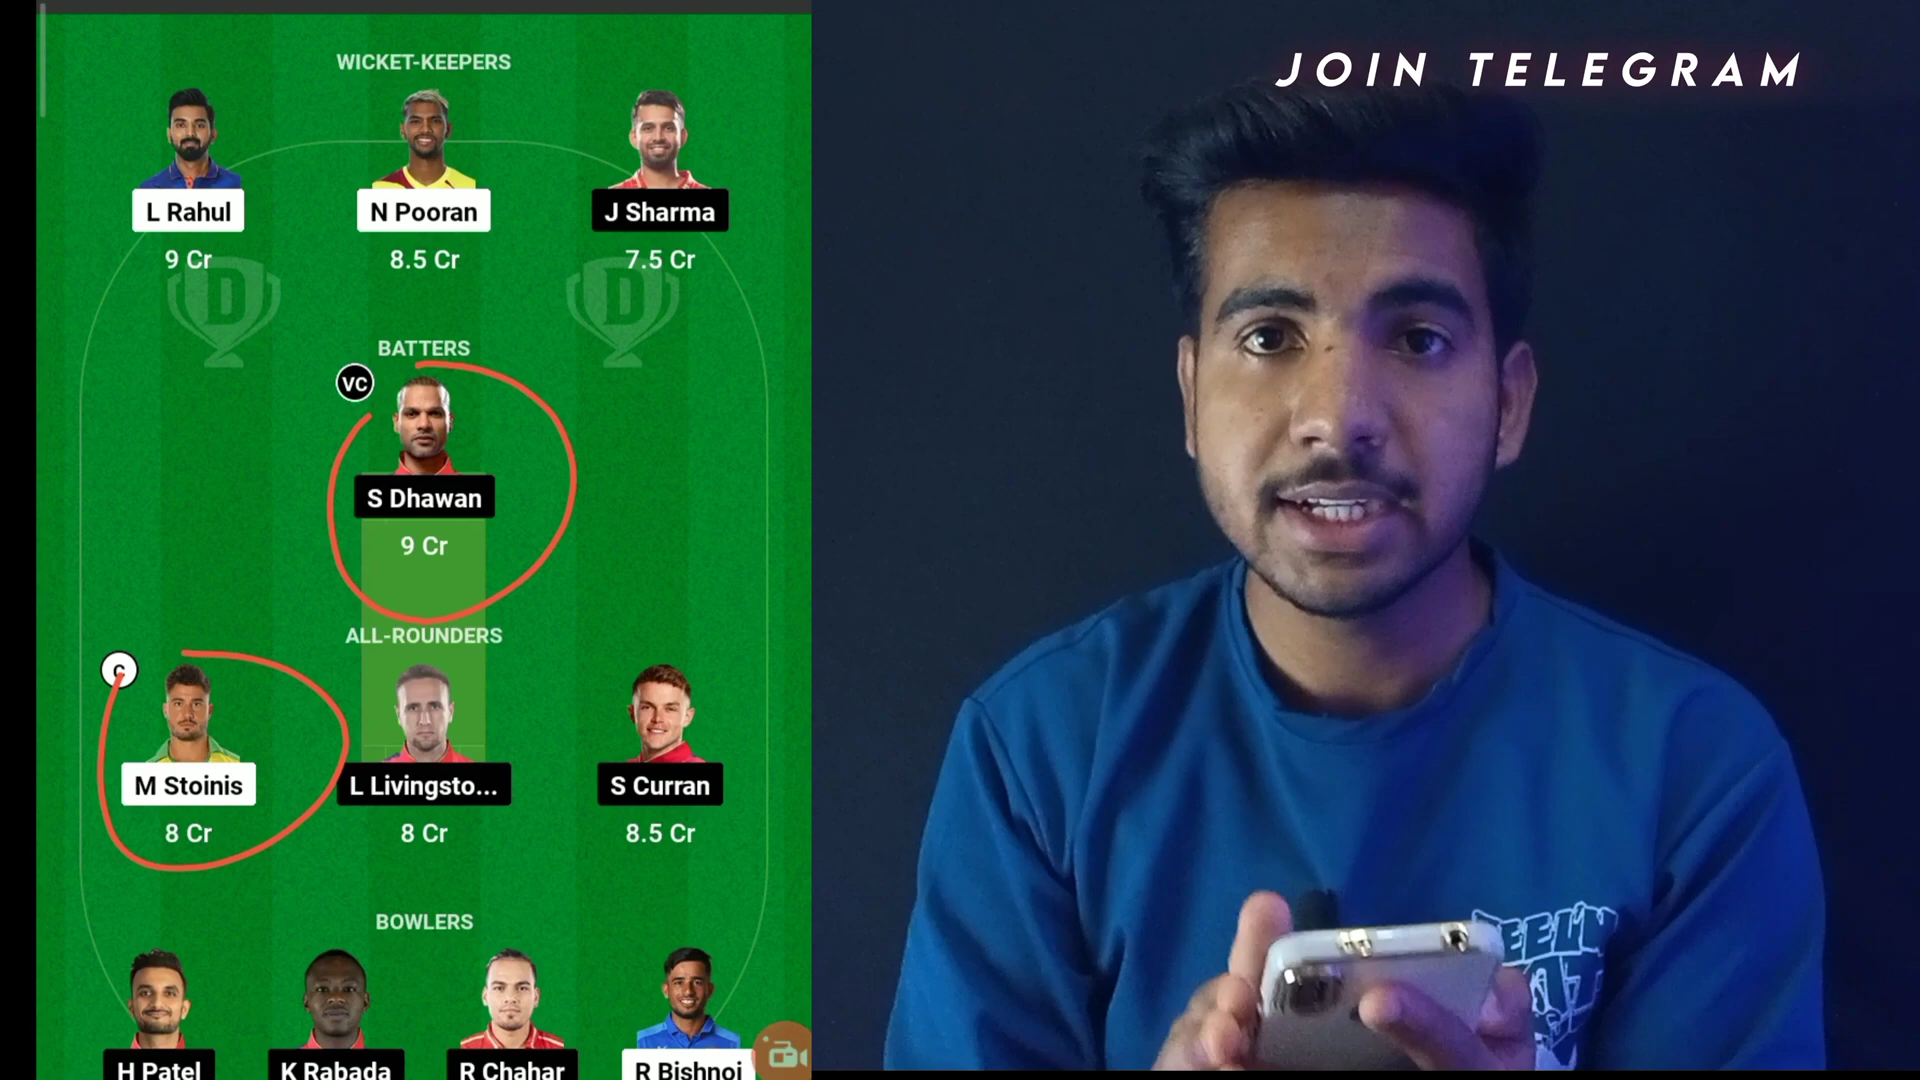 JOIN TELEGRAM
WICKET-KEEPERS
L Rahul N Pooran J Sharma
9 Cr 8.5 Cr 7.5 Cr
D D
BATTERS
VC
S Dhawan
9 Cr
ALL-ROUNDERS
C
M Stoinis L Livingsto... S Curran
8 Cr 8 Cr 8.5 Cr
BOWLERS
H Patel K Rabada R Chahar R Bishnoi